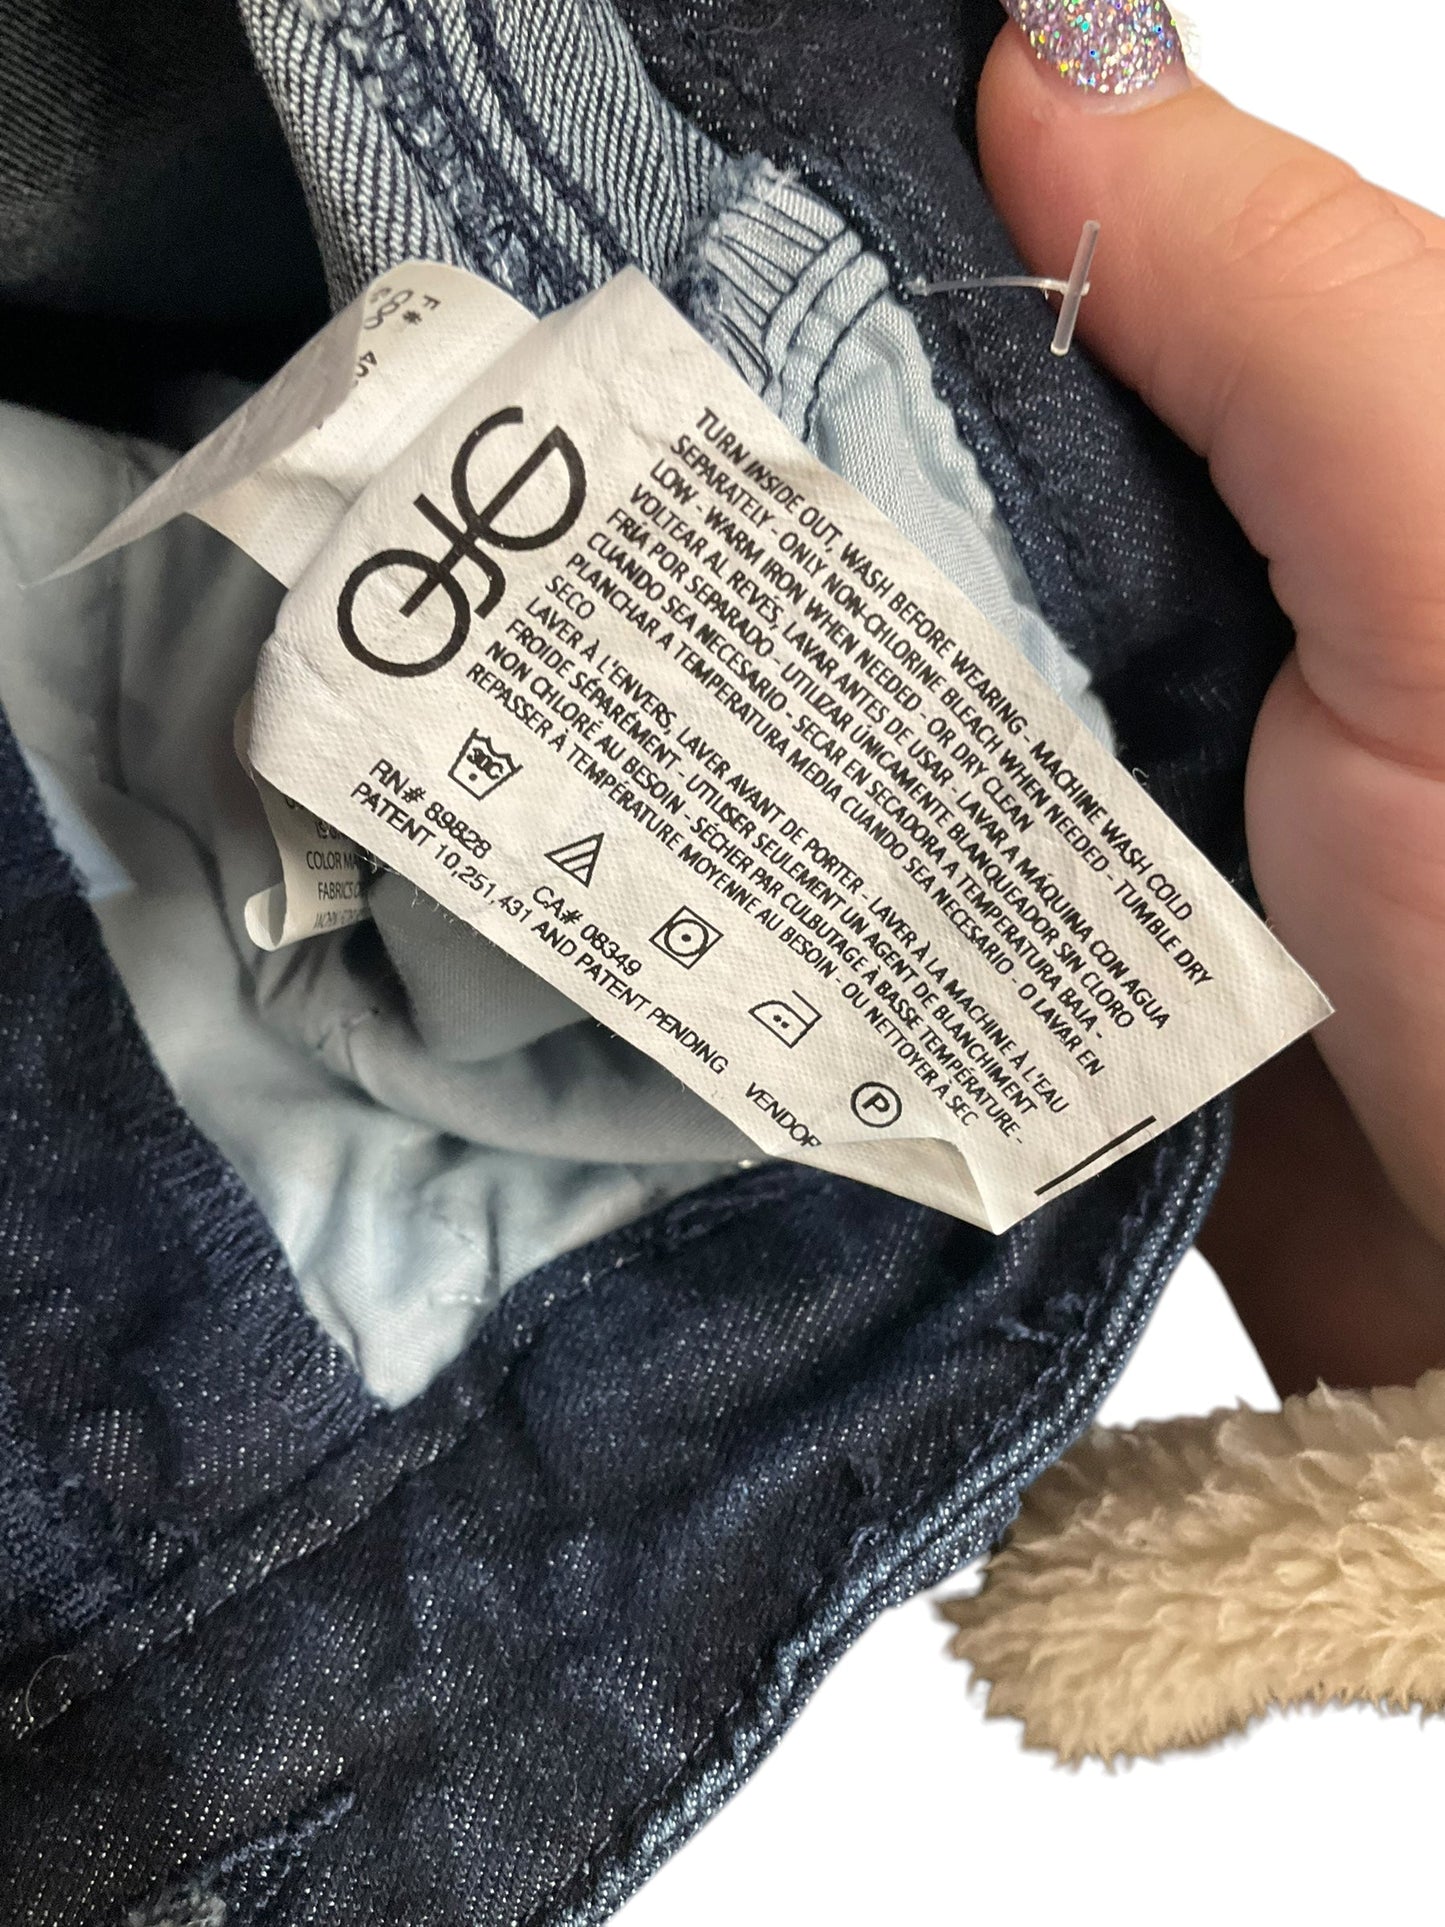 F#
TURN INSIDE OUT, WASH BEFORE WEARING - MACHINE WASH COLD
SEPARATELY - ONLY NON-CHLORINE BLEACH WHEN NEEDED - TUMBLE DRY
LOW - WARM IRON WHEN NEEDED - OR DRY CLEAN
VOLTEAR AL REVES, LAVAR ANTES DE USAR - LAVAR A MÁQUINA CON AGUA
FRÍA POR SEPARADO - UTILIZAR ÚNICAMENTE BLANQUEADOR SIN CLORO
CUANDO SEA NECESARIO - SECAR EN SECADORA A TEMPERATURA BAJA -
PLANCHAR A TEMPERATURA MEDIA CUANDO SEA NECESARIO - O LAVAR EN
SECO
LAVER À L'ENVERS, LAVER AVANT DE PORTER - LAVER À LA MACHINE À L'EAU
FROIDE SÉPARÉMENT - UTILISER SEULEMENT UN AGENT DE BLANCHIMENT
NON CHLORÉ AU BESOIN - SÉCHER PAR CULBUTAGE À BASSE TEMPÉRATURE -
REPASSER À TEMPÉRATURE MOYENNE AU BESOIN - OU NETTOYER À SEC
30C
P
RN# 89828 CA# 08349 VENDOR
PATENT 10,251,431 AND PATENT PENDING
COLOR
FABRICS